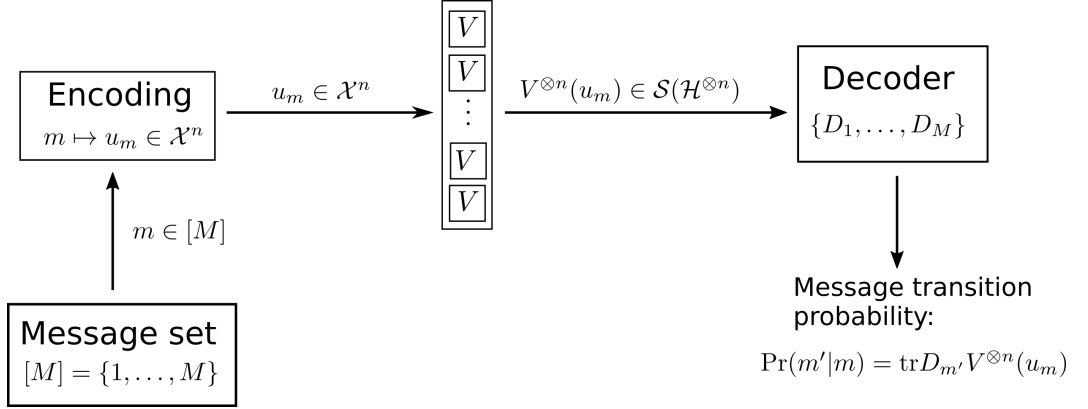 Encoding
m ↦ u_m ∈ 𝒳^n
u_m ∈ 𝒳^n
V
V
⋮
V
V
V^{⊗n}(u_m) ∈ 𝒮(ℋ^{⊗n})
Decoder
{D_1, …, D_M}
m ∈ [M]
Message set
[M] = {1, …, M}
Message transition
probability:
Pr(m′|m) = trD_{m′}V^{⊗n}(u_m)